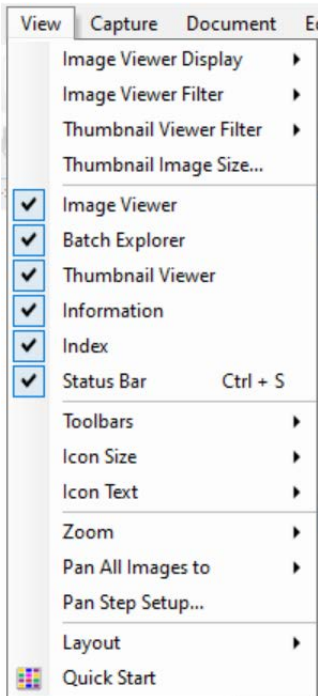 View Capture Document
Image Viewer Display
Image Viewer Filter
Thumbnail Viewer Filter
Thumbnail Image Size...
Image Viewer
Batch Explorer
Thumbnail Viewer
Information
Index
Status Bar Ctrl + S
Toolbars
Icon Size
Icon Text
Zoom
Pan All Images to
Pan Step Setup...
Layout
Quick Start